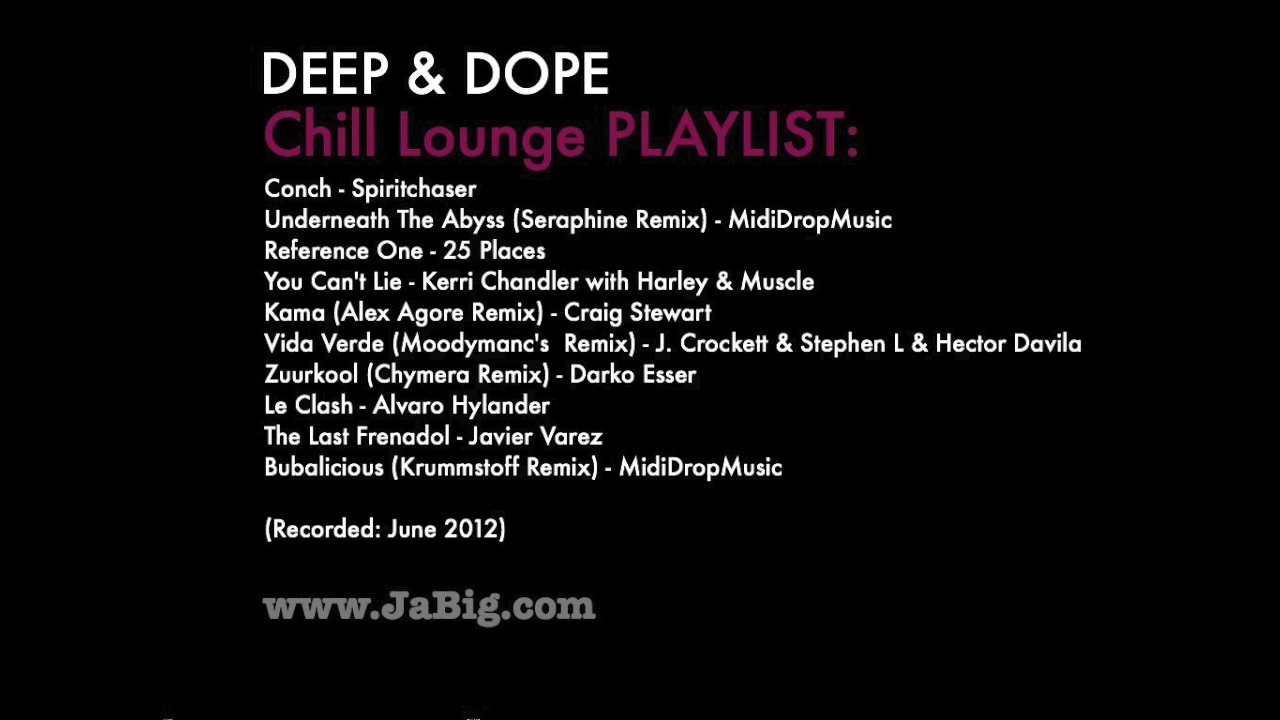 DEEP & DOPE
Chill Lounge PLAYLIST:
Conch - Spiritchaser
Underneath The Abyss (Seraphine Remix) - MidiDropMusic
Reference One - 25 Places
You Can't Lie - Kerri Chandler with Harley & Muscle
Kama (Alex Agore Remix) - Craig Stewart
Vida Verde (Moodymanc's  Remix) - J. Crockett & Stephen L & Hector Davila
Zuurkool (Chymera Remix) - Darko Esser
Le Clash - Alvaro Hylander
The Last Frenadol - Javier Varez
Bubalicious (Krummstoff Remix) - MidiDropMusic
(Recorded: June 2012)
www.JaBig.com